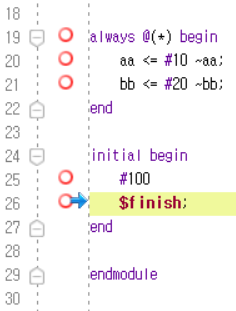 18
19 always @(*) begin
20 aa <= #10 ~aa;
21 bb <= #20 ~bb;
22 end
23
24 initial begin
25 #100
26 $finish;
27 end
28
29 endmodule
30